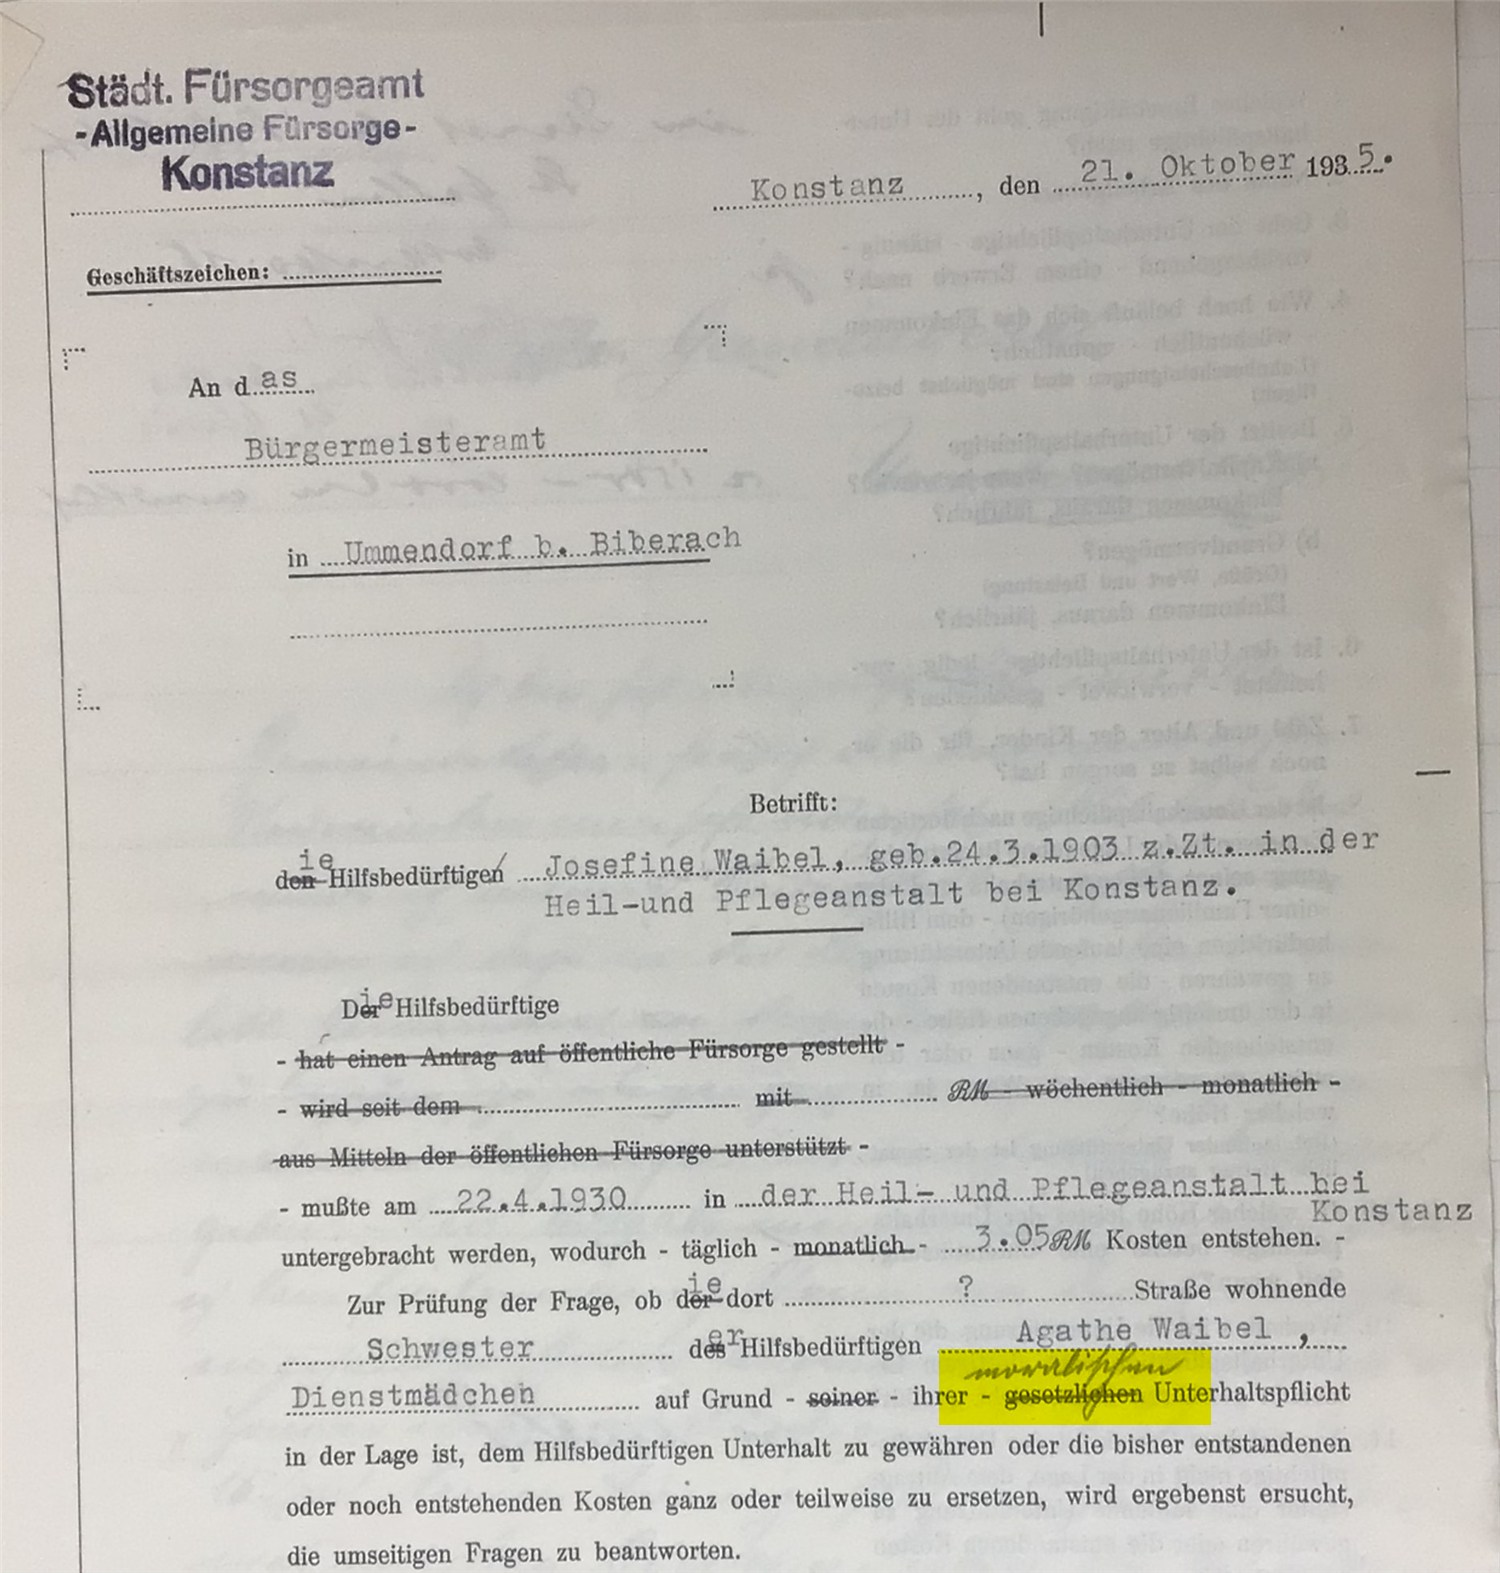 Städt. Fürsorgeamt
-Allgemeine Fürsorge-
Konstanz
Konstanz, den 21. Oktober 1935.
Geschäftszeichen:
An das
Bürgermeisteramt
in Ummendorf b. Biberach
Betrifft:
den ie Hilfsbedürftigen Josefine Waibel, geb.24.3.1903 z.Zt. in der
Heil-und Pflegeanstalt bei Konstanz.
Der ie Hilfsbedürftige
- hat einen Antrag auf öffentliche Fürsorge gestellt -
- wird seit dem mit RM - wöchentlich - monatlich -
aus Mitteln der öffentlichen Fürsorge unterstützt -
- mußte am 22.4.1930 in der Heil- und Pflegeanstalt bei
Konstanz
untergebracht werden, wodurch - täglich - monatlich - 3.05 RM Kosten entstehen. -
Zur Prüfung der Frage, ob der ie dort ? Straße wohnende
Schwester des er Hilfsbedürftigen Agathe Waibel ,
moralischen
Dienstmädchen auf Grund - seiner - ihrer - gesetzlichen Unterhaltspflicht
in der Lage ist, dem Hilfsbedürftigen Unterhalt zu gewähren oder die bisher entstandenen
oder noch entstehenden Kosten ganz oder teilweise zu ersetzen, wird ergebenst ersucht,
die umseitigen Fragen zu beantworten.